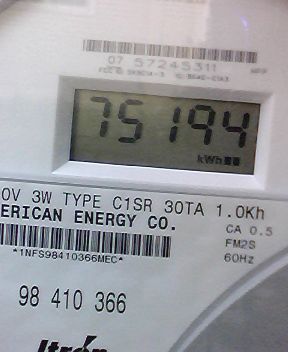 07 57245311
75194
kWh
0V 3W TYPE C1SR 30TA 1.0Kh
ERICAN ENERGY CO.
CA 0.5
FM2S
*1NFS98410366MEC*
60Hz
98 410 366
Itrón